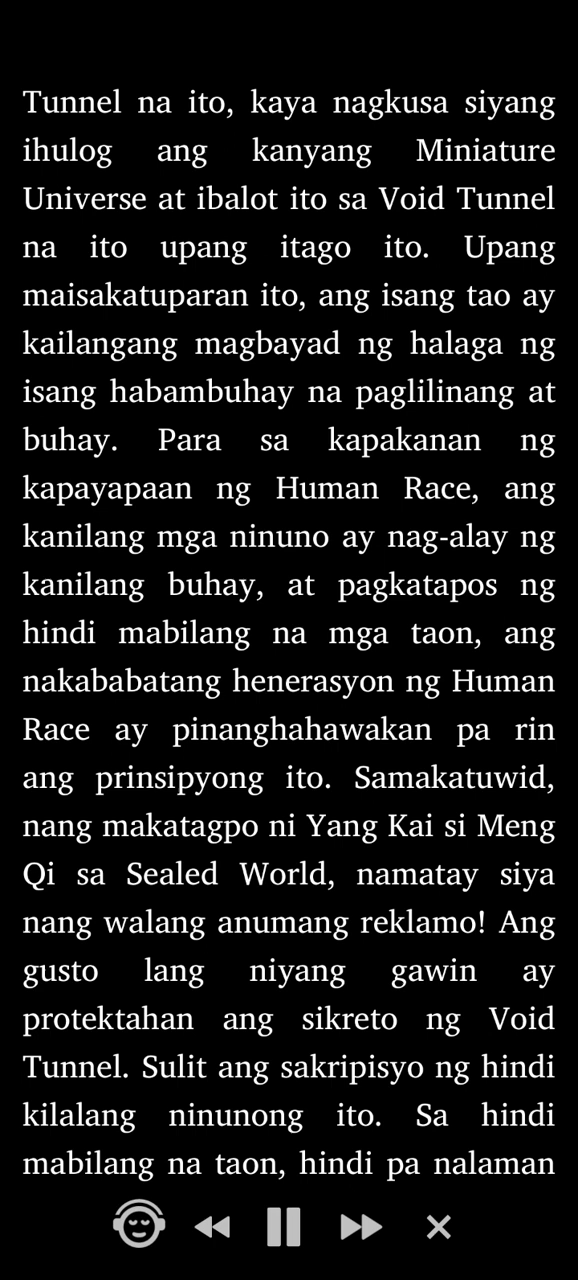 Tunnel na ito, kaya nagkusa siyang
ihulog ang kanyang Miniature
Universe at ibalot ito sa Void Tunnel
na ito upang itago ito. Upang
maisakatuparan ito, ang isang tao ay
kailangang magbayad ng halaga ng
isang habambuhay na paglilinang at
buhay. Para sa kapakanan ng
kapayapaan ng Human Race, ang
kanilang mga ninuno ay nag-alay ng
kanilang buhay, at pagkatapos ng
hindi mabilang na mga taon, ang
nakababatang henerasyon ng Human
Race ay pinanghahawakan pa rin
ang prinsipyong ito. Samakatuwid,
nang makatagpo ni Yang Kai si Meng
Qi sa Sealed World, namatay siya
nang walang anumang reklamo! Ang
gusto lang niyang gawin ay
protektahan ang sikreto ng Void
Tunnel. Sulit ang sakripisyo ng hindi
kilalang ninunong ito. Sa hindi
mabilang na taon, hindi pa nalaman